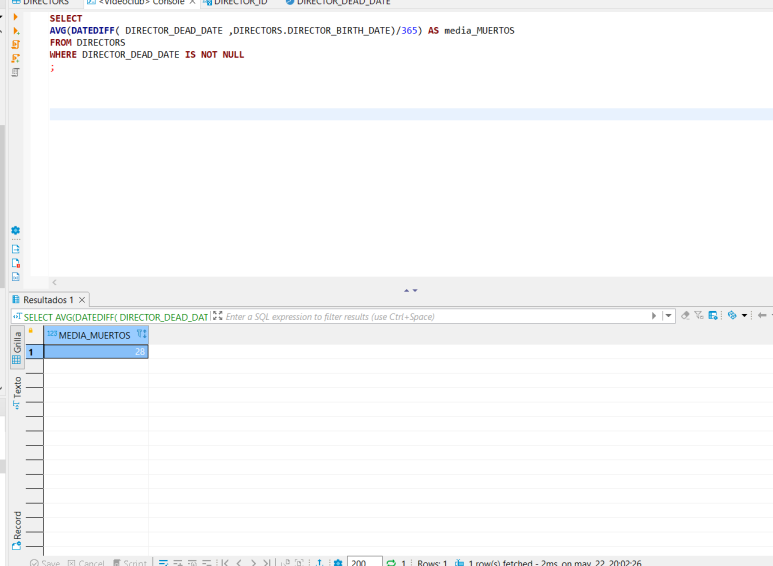 DIRECTORS <Videoclub> Console DIRECTOR_ID DIRECTOR_DEAD_DATE
SELECT
AVG(DATEDIFF( DIRECTOR_DEAD_DATE ,DIRECTORS.DIRECTOR_BIRTH_DATE)/365) AS media_MUERTOS
FROM DIRECTORS
WHERE DIRECTOR_DEAD_DATE IS NOT NULL
;
Resultados 1
SELECT AVG(DATEDIFF( DIRECTOR_DEAD_DAT Enter a SQL expression to filter results (use Ctrl+Space)
Grilla
123 MEDIA_MUERTOS
1 28
Texto
Record
Save Cancel Script 200 1 Rows: 1 1 row(s) fetched - 2ms, on may. 22, 20:02:26